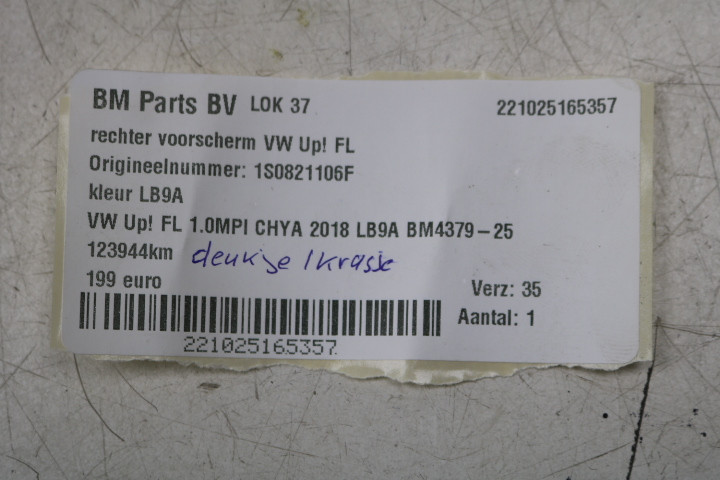 BM Parts BV LOK 37 221025165357
rechter voorscherm VW Up! FL
Origineelnummer: 1S0821106F
kleur LB9A
VW Up! FL 1.0MPI CHYA 2018 LB9A BM4379-25
123944km deukje / krasje
199 euro Verz: 35
Aantal: 1
221025165357